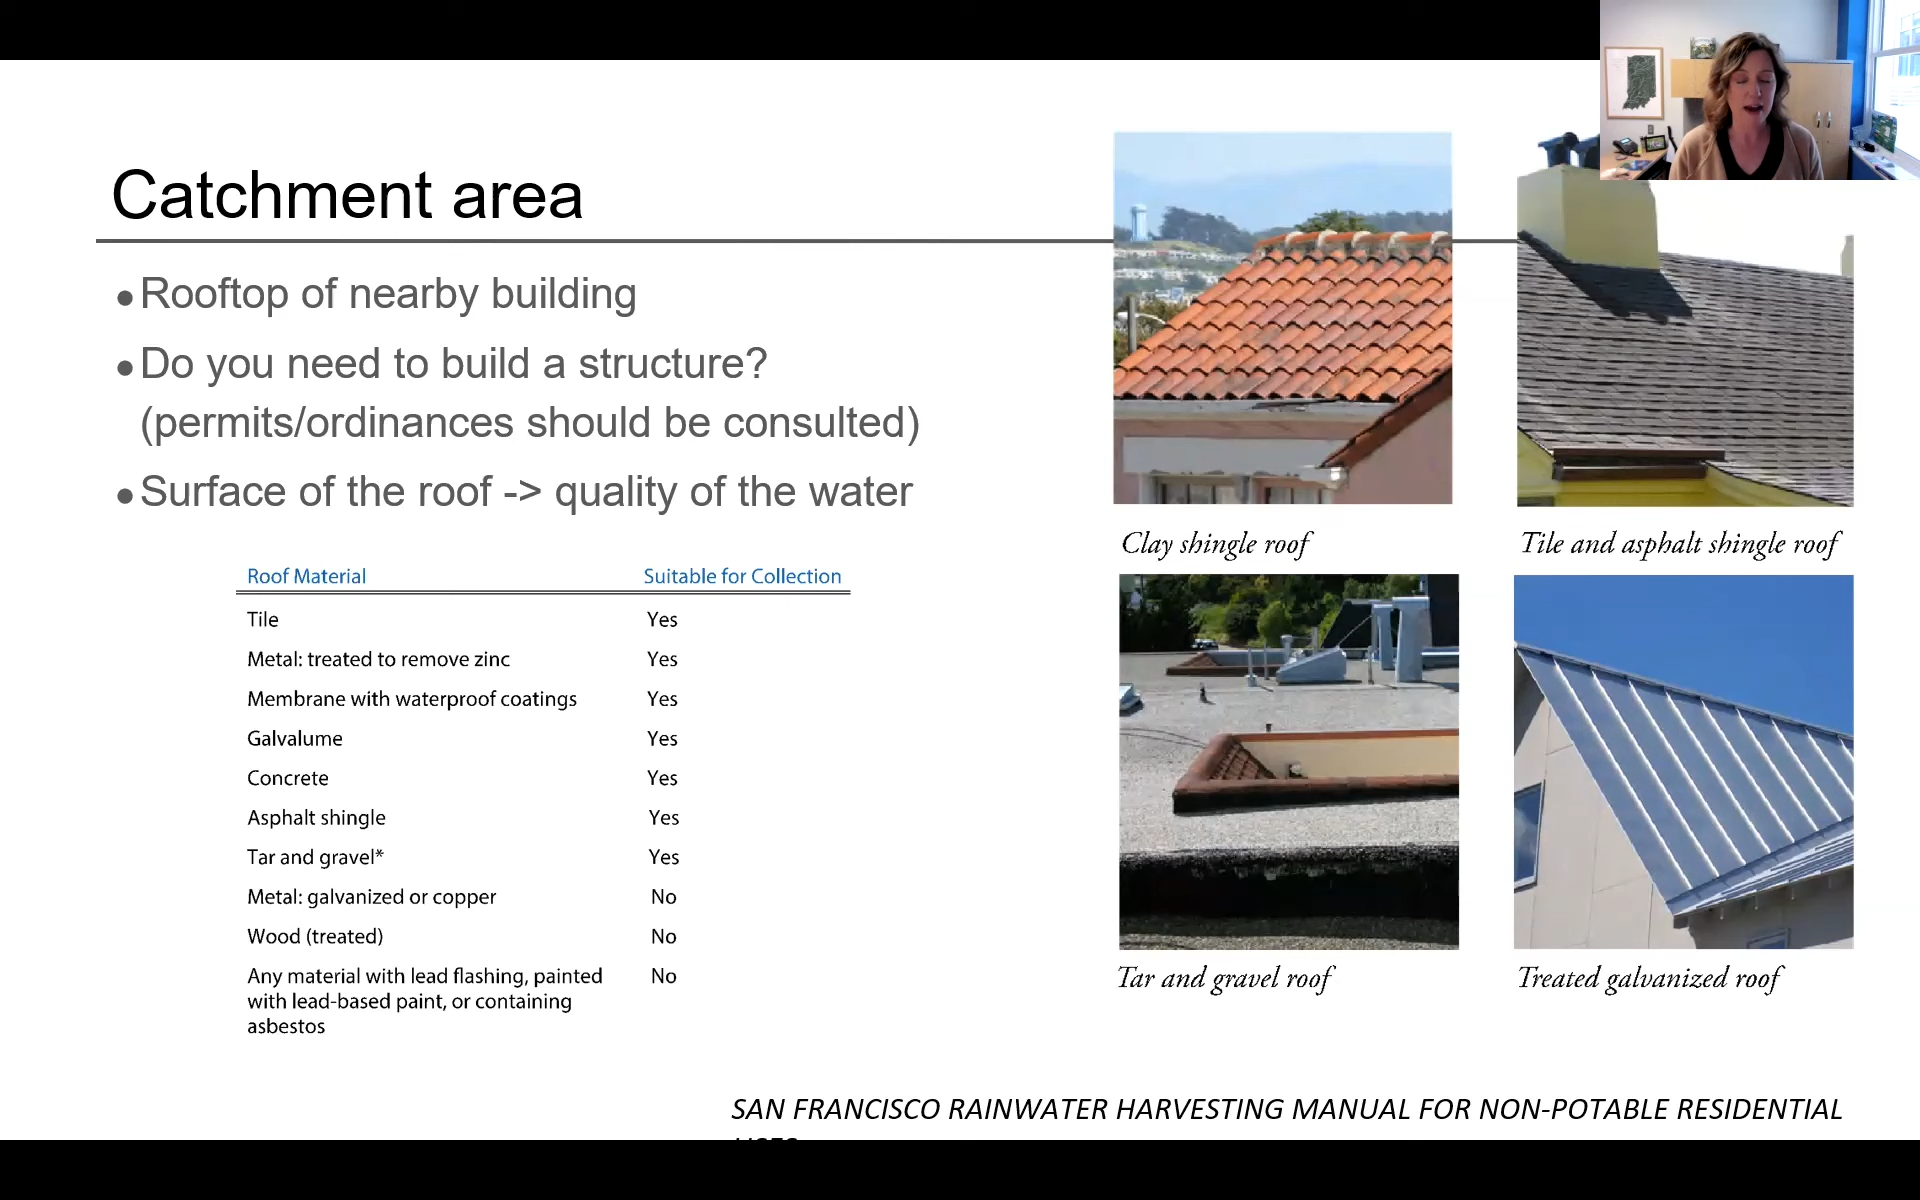 Catchment area
●Rooftop of nearby building
●Do you need to build a structure?
(permits/ordinances should be consulted)
●Surface of the roof -> quality of the water
Roof Material Suitable for Collection
Tile Yes
Metal: treated to remove zinc Yes
Membrane with waterproof coatings Yes
Galvalume Yes
Concrete Yes
Asphalt shingle Yes
Tar and gravel* Yes
Metal: galvanized or copper No
Wood (treated) No
Any material with lead flashing, painted No
with lead-based paint, or containing
asbestos
Clay shingle roof
Tile and asphalt shingle roof
Tar and gravel roof
Treated galvanized roof
SAN FRANCISCO RAINWATER HARVESTING MANUAL FOR NON-POTABLE RESIDENTIAL